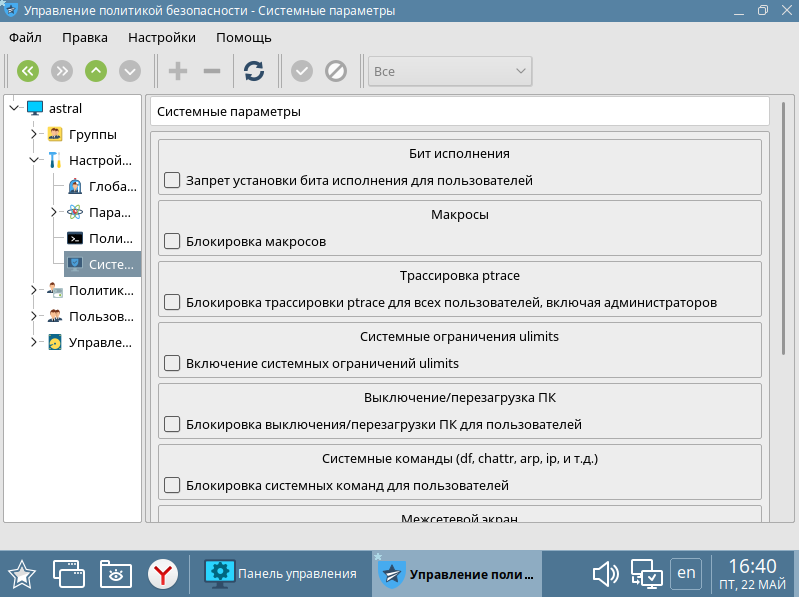 Управление политикой безопасности - Системные параметры
Файл Правка Настройки Помощь
Все
astral
Группы
Настрой...
Глоба...
Пара...
Поли...
Систе...
Политик...
Пользов...
Управле...
Системные параметры
Бит исполнения
Запрет установки бита исполнения для пользователей
Макросы
Блокировка макросов
Трассировка ptrace
Блокировка трассировки ptrace для всех пользователей, включая администраторов
Системные ограничения ulimits
Включение системных ограничений ulimits
Выключение/перезагрузка ПК
Блокировка выключения/перезагрузки ПК для пользователей
Системные команды (df, chattr, arp, ip, и т.д.)
Блокировка системных команд для пользователей
Межсетевой экран
Панель управления
Управление поли...
en
16:40
ПТ, 22 МАЙ